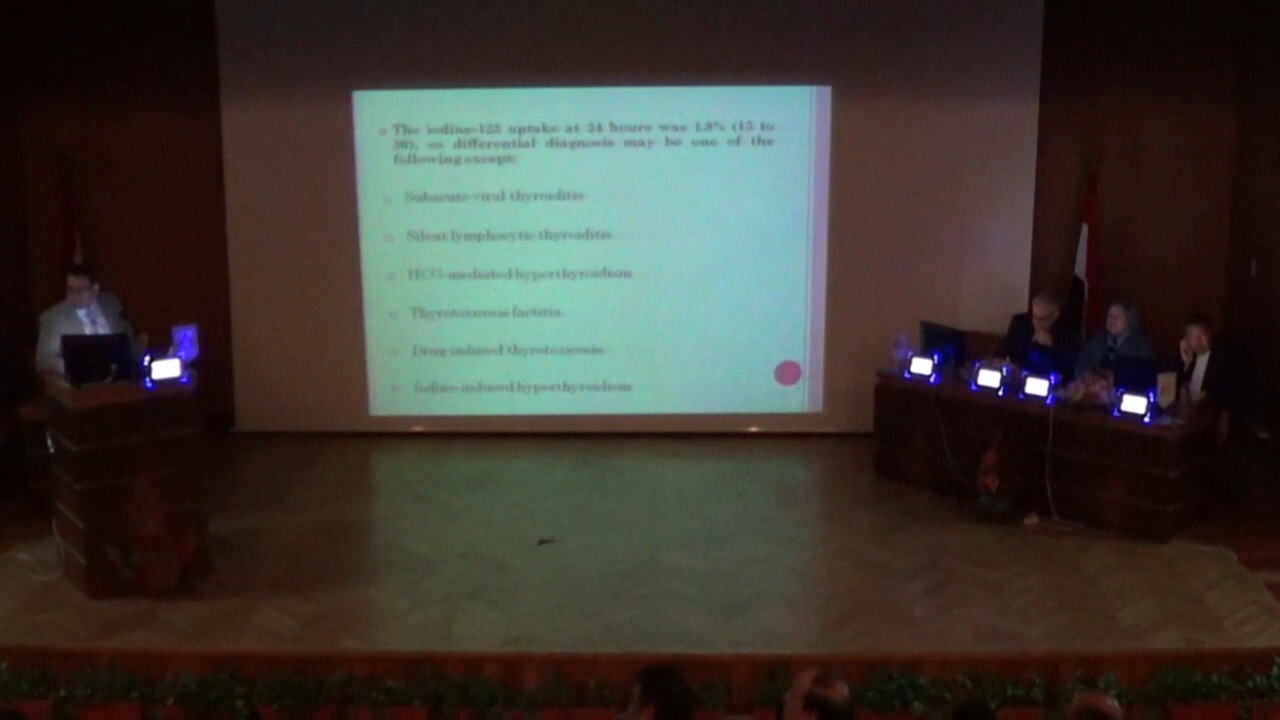 The iodine-123 uptake at 24 hours was 1.8% (15 to
30), so differential diagnosis may be one of the
following except:
Subacute viral thyroiditis
Silent lymphocytic thyroiditis
HCG-mediated hyperthyroidism
Thyrotoxicosis factitia
Drug induced thyrotoxicosis
Iodine-induced hyperthyroidism